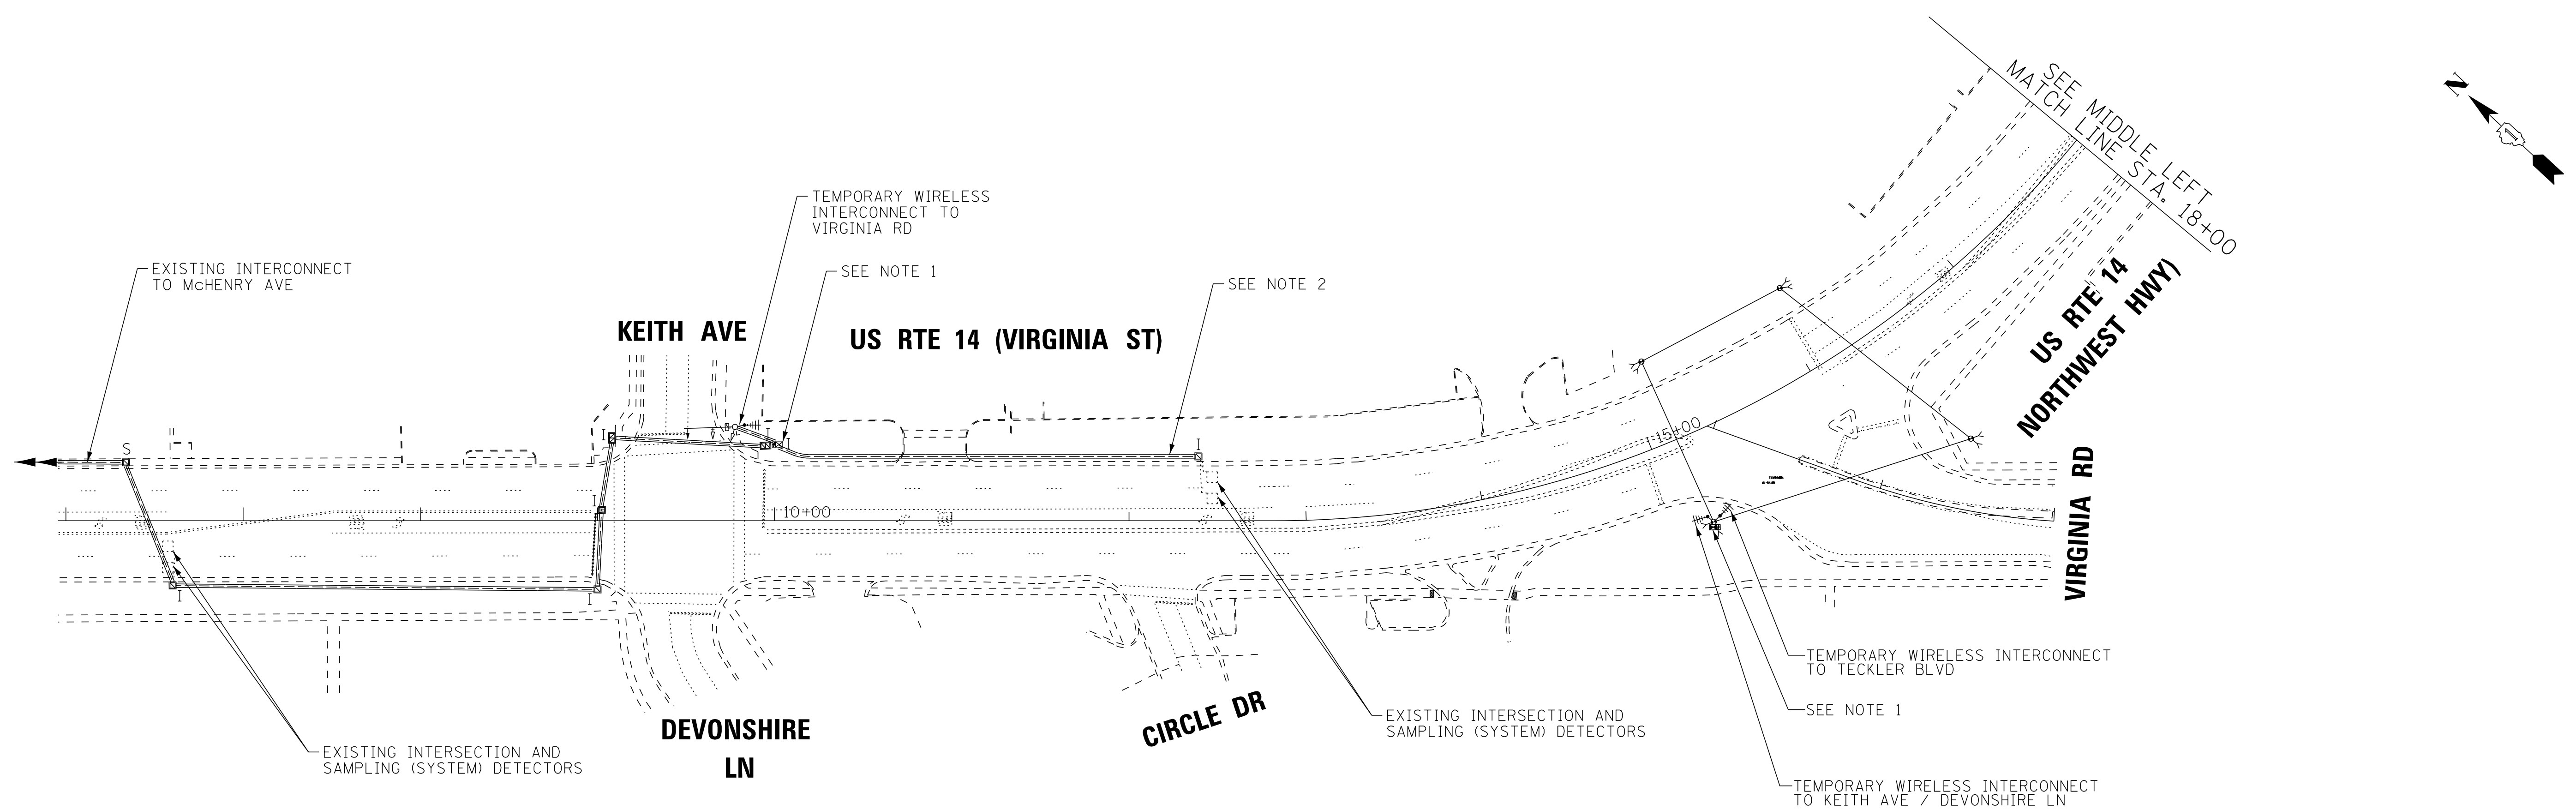 SEE MIDDLE LEFT
MATCH LINE STA. 18+00
N
TEMPORARY WIRELESS
INTERCONNECT TO
VIRGINIA RD
EXISTING INTERCONNECT
TO McHENRY AVE
SEE NOTE 1
SEE NOTE 2
KEITH AVE
US RTE 14 (VIRGINIA ST)
US RTE 14
NORTHWEST HWY)
S
I
I
I
I
I
I
I
10+00
15+00
VIRGINIA RD
TEMPORARY WIRELESS INTERCONNECT
TO TECKLER BLVD
SEE NOTE 1
CIRCLE DR
EXISTING INTERSECTION AND
SAMPLING (SYSTEM) DETECTORS
DEVONSHIRE
LN
EXISTING INTERSECTION AND
SAMPLING (SYSTEM) DETECTORS
TEMPORARY WIRELESS INTERCONNECT
TO KEITH AVE / DEVONSHIRE LN